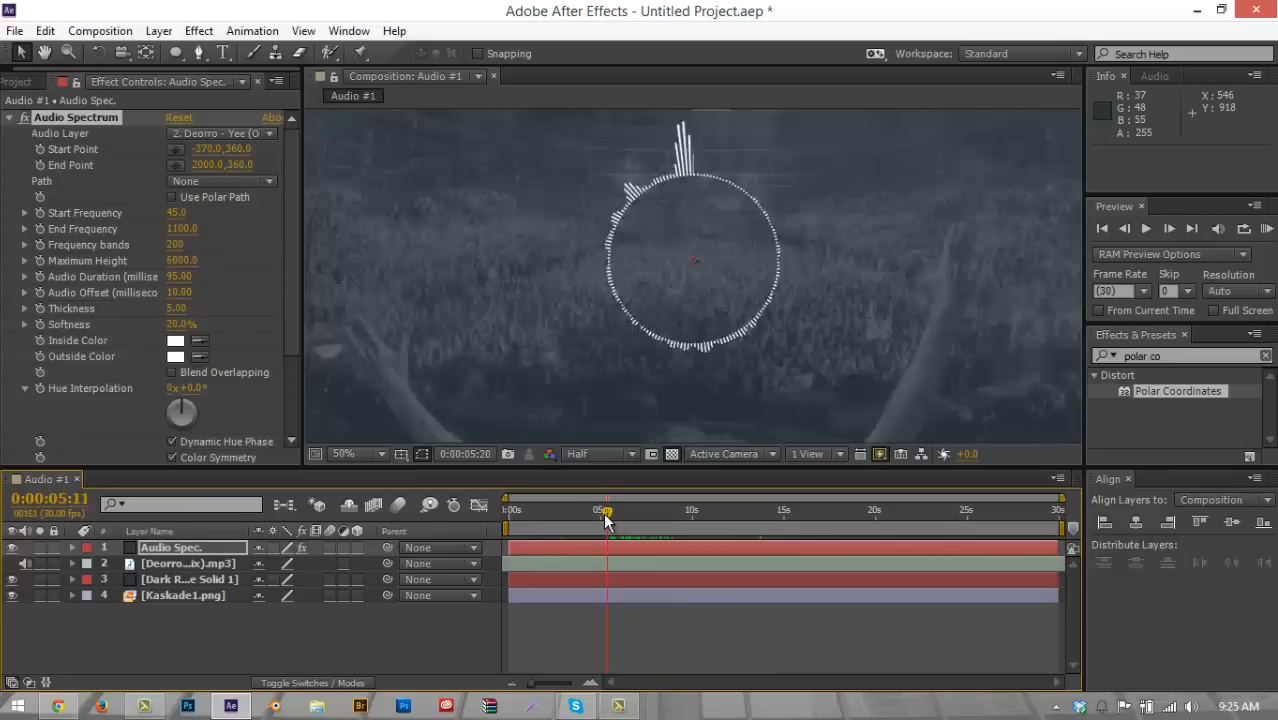 Adobe After Effects - Untitled Project.aep *
File Edit Composition Layer Effect Animation View Window Help
Snapping
Workspace: Standard
Search Help
Project Effect Controls: Audio Spec.
Audio #1 • Audio Spec.
fx Audio Spectrum Reset Abo
Audio Layer 2. Deorro - Yee (O
Start Point -370.0,360.0
End Point 2000.0,360.0
Path None
Use Polar Path
Start Frequency 45.0
End Frequency 1100.0
Frequency bands 200
Maximum Height 6000.0
Audio Duration (millise 95.00
Audio Offset (milliseco 10.00
Thickness 5.00
Softness 20.0%
Inside Color
Outside Color
Blend Overlapping
Hue Interpolation 0x+0.0°
Dynamic Hue Phase
Color Symmetry
Composition: Audio #1
Audio #1
50% 0:00:05:20 Half Active Camera 1 View +0.0
Info Audio
R : 37
G : 48
B : 55
A : 255
X : 546
Y : 918
Preview
RAM Preview Options
Frame Rate Skip Resolution
(30) 0 Auto
From Current Time Full Screen
Effects & Presets
polar co
Distort
32 Polar Coordinates
Audio #1
0:00:05:11
00161 (30.00 fps)
# Layer Name Parent
1 Audio Spec. fx None
2 [Deorro...ix).mp3] None
3 [Dark R...e Solid 1] None
4 [Kaskade1.png] None
):00s 05s 10s 15s 20s 25s 30s
Toggle Switches / Modes
Align
Align Layers to: Composition
Distribute Layers:
Ps Ae Br
9:25 AM